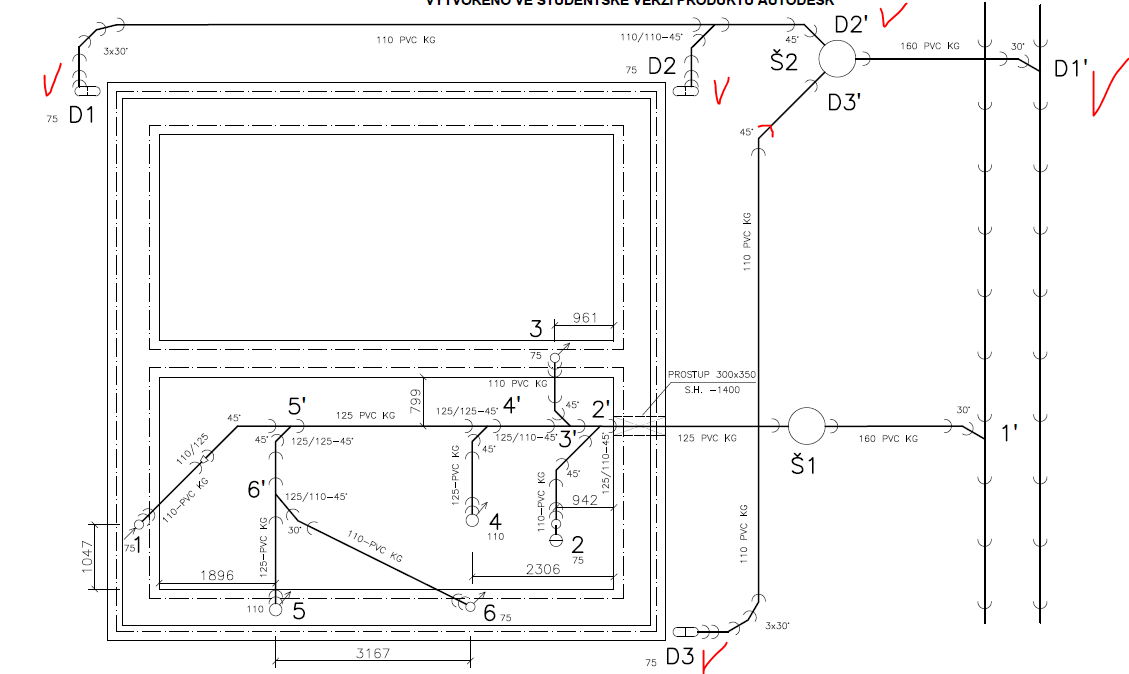 VYTVOŘENO VE STUDENTSKÉ VERZI PRODUKTU AUTODESK
D2'
110 PVC KG
3x30°
110/110-45°
45°
160 PVC KG
30°
75
D2
Š2
D1'
75
D1
D3'
45°
110 PVC KG
961
3
75
110 PVC KG
PROSTUP 300x350
S.H. -1400
799
5'
4'
2'
45°
125 PVC KG
125/125-45°
45°
30°
45°
125/125-45°
125/110-45°
3'
125 PVC KG
160 PVC KG
1'
110/125
45°
45°
125/110-45°
Š1
110-PVC KG
125-PVC KG
6'
125/110-45°
942
110-PVC KG
4
110
2
75
30°
110-PVC KG
75
1
1047
125-PVC KG
110 PVC KG
1896
2306
110
5
6
75
3x30°
3167
75
D3